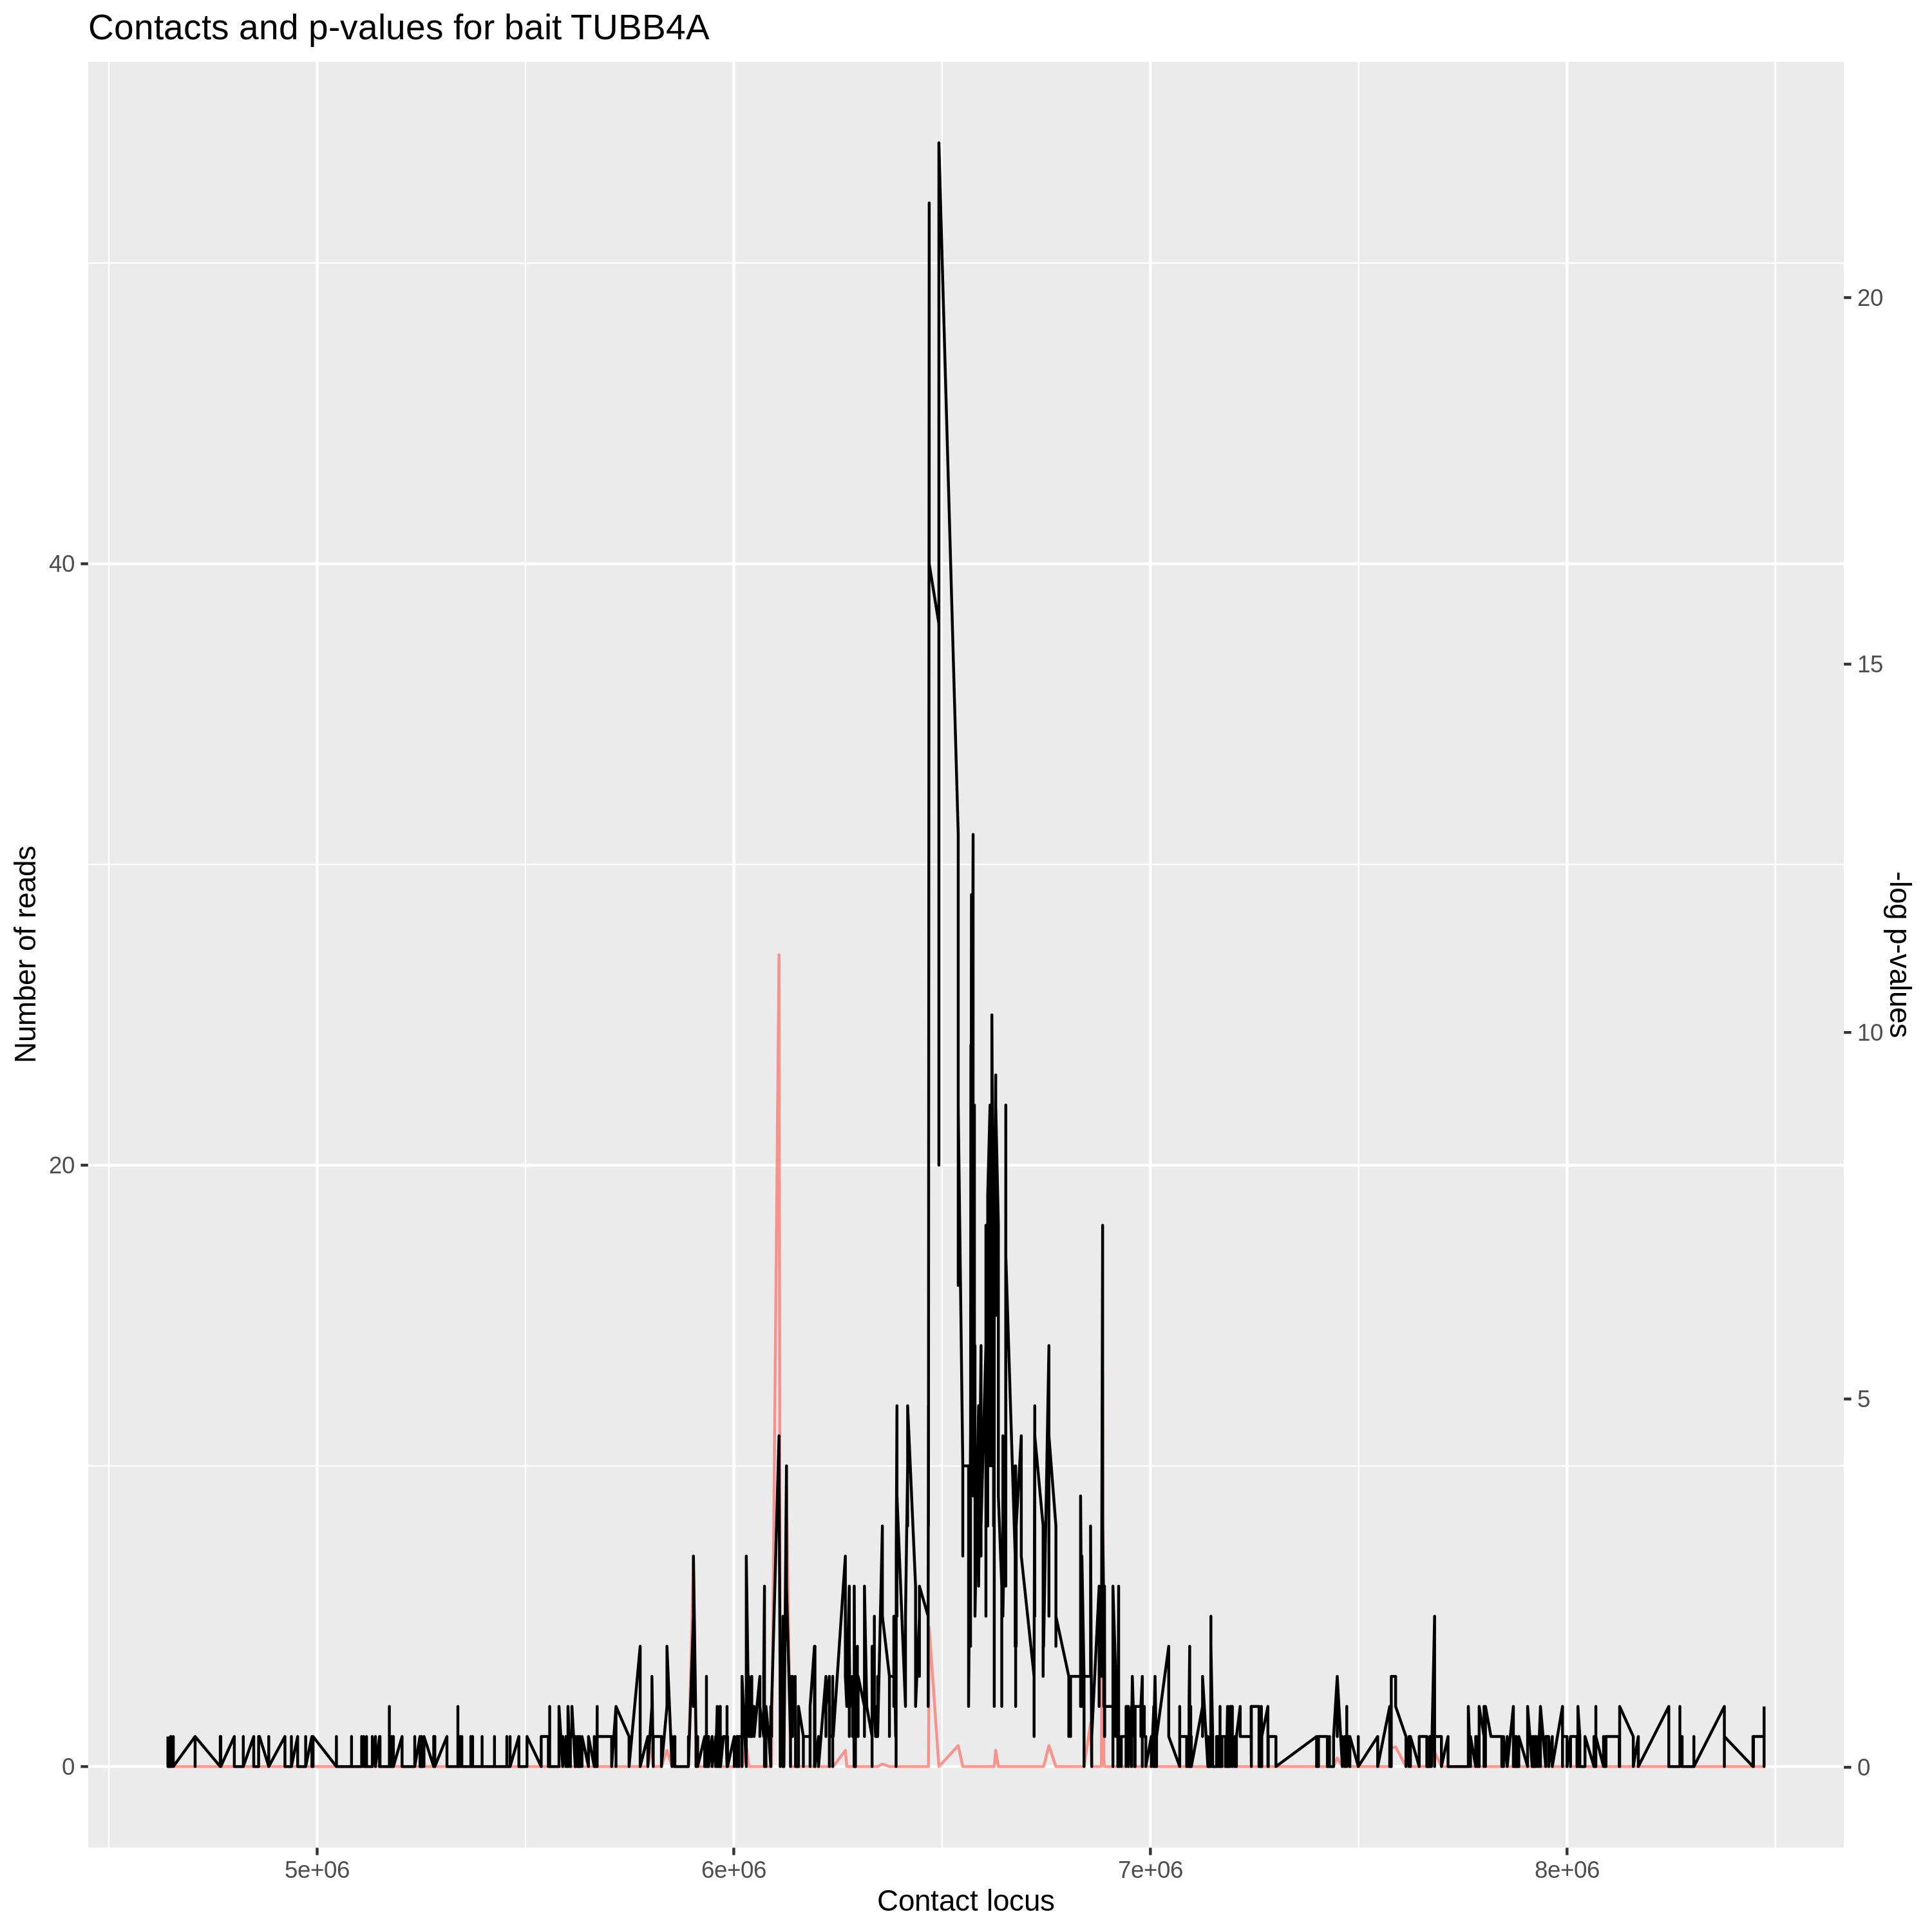 Contacts and p-values for bait TUBB4A
Number of reads
40
20
0
20
15
10
5
0
-log p-values
5e+06
6e+06
7e+06
8e+06
Contact locus